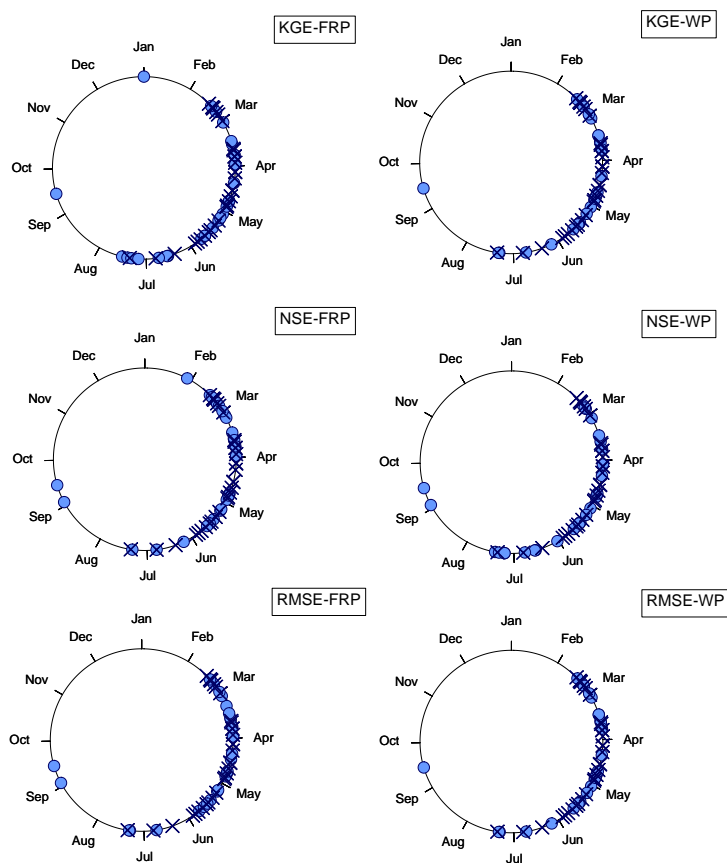 KGE-FRP
Jan
Feb
Mar
Apr
May
Jun
Jul
Aug
Sep
Oct
Nov
Dec
KGE-WP
Jan
Feb
Mar
Apr
May
Jun
Jul
Aug
Sep
Oct
Nov
Dec
NSE-FRP
Jan
Feb
Mar
Apr
May
Jun
Jul
Aug
Sep
Oct
Nov
Dec
NSE-WP
Jan
Feb
Mar
Apr
May
Jun
Jul
Aug
Sep
Oct
Nov
Dec
RMSE-FRP
Jan
Feb
Mar
Apr
May
Jun
Jul
Aug
Sep
Oct
Nov
Dec
RMSE-WP
Jan
Feb
Mar
Apr
May
Jun
Jul
Aug
Sep
Oct
Nov
Dec